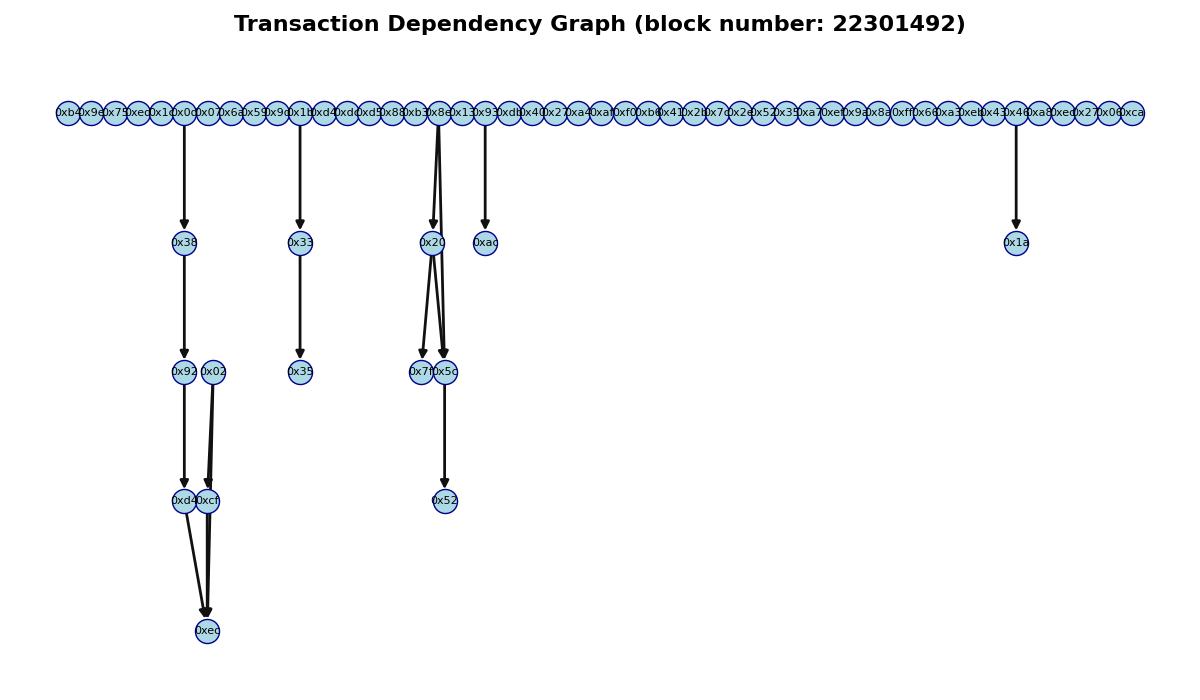 Transaction Dependency Graph (block number: 22301492)
0xb4 0x9e 0x75 0xec 0x1c 0x0c 0x07 0x6a 0x59 0x9c 0x1b 0xd4 0xdc 0xd5 0x88 0xb3 0x8e 0x13 0x93 0xdb 0x40 0x27 0xa4 0xaf 0xf0 0xb6 0x41 0x2b 0x7c 0x2e 0x52 0x35 0xa7 0xef 0x9a 0x8a 0xff 0x66 0xa3 0xeb 0x43 0x46 0xa8 0xed 0x27 0x06 0xca
0x38 0x33 0x20 0xac 0x1a
0x92 0x02 0x35 0x7f 0x5c
0xd4 0xcf 0x52
0xec